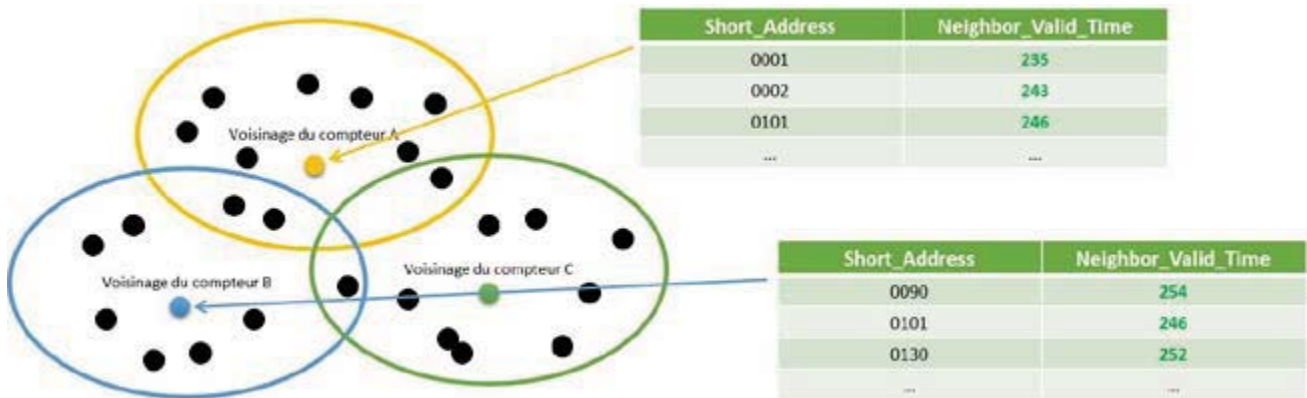 Short_Address Neighbor_Valid_Time
0001 235
0002 243
0101 246
... ...
Voisinage du compteur A
Voisinage du compteur B
Voisinage du compteur C
Short_Address Neighbor_Valid_Time
0090 254
0101 246
0130 252
... ...